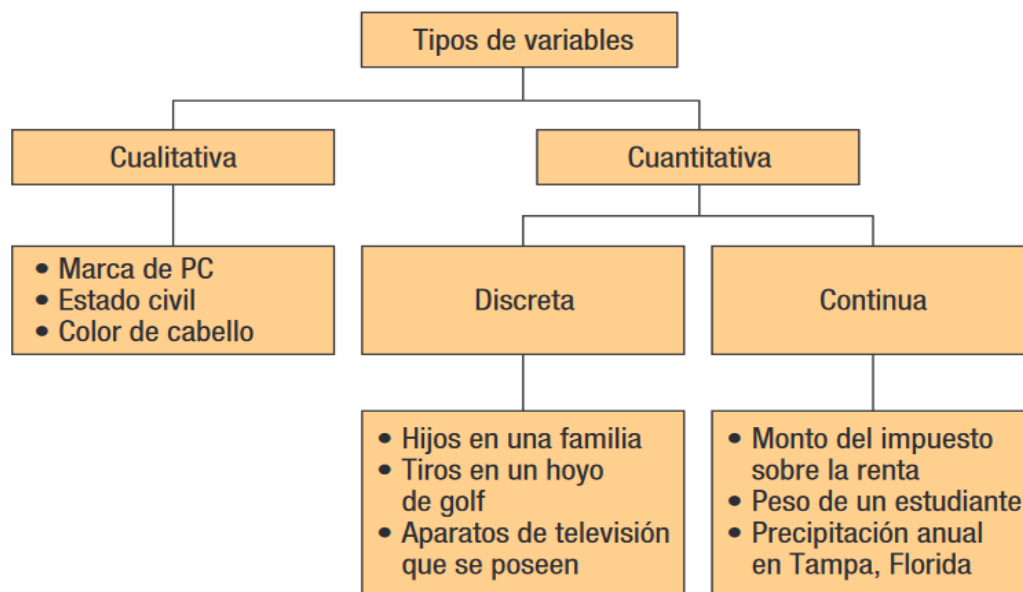 Tipos de variables
Cualitativa
Cuantitativa
• Marca de PC
• Estado civil
• Color de cabello
Discreta
Continua
• Hijos en una familia
• Tiros en un hoyo
de golf
• Aparatos de televisión
que se poseen
• Monto del impuesto
sobre la renta
• Peso de un estudiante
• Precipitación anual
en Tampa, Florida